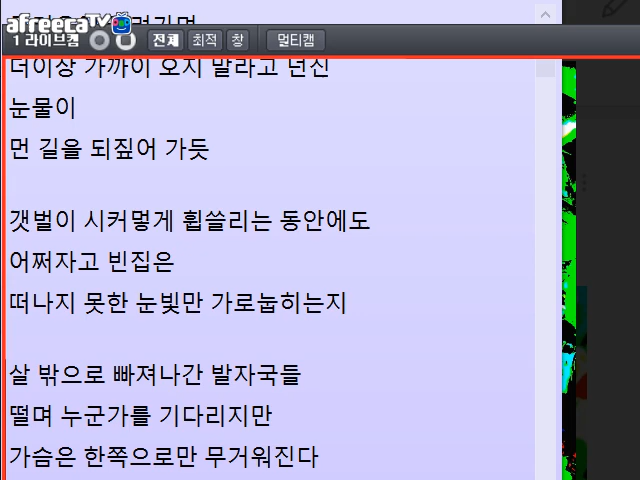 afreecaTV
1 라이브캠 전체 최적 창 멀티캠
더이상 가까이 오지 말라고 던진
눈물이
먼 길을 되짚어 가듯
갯벌이 시커멓게 휩쓸리는 동안에도
어쩌자고 빈집은
떠나지 못한 눈빛만 가로눕히는지
살 밖으로 빠져나간 발자국들
떨며 누군가를 기다리지만
가슴은 한쪽으로만 무거워진다